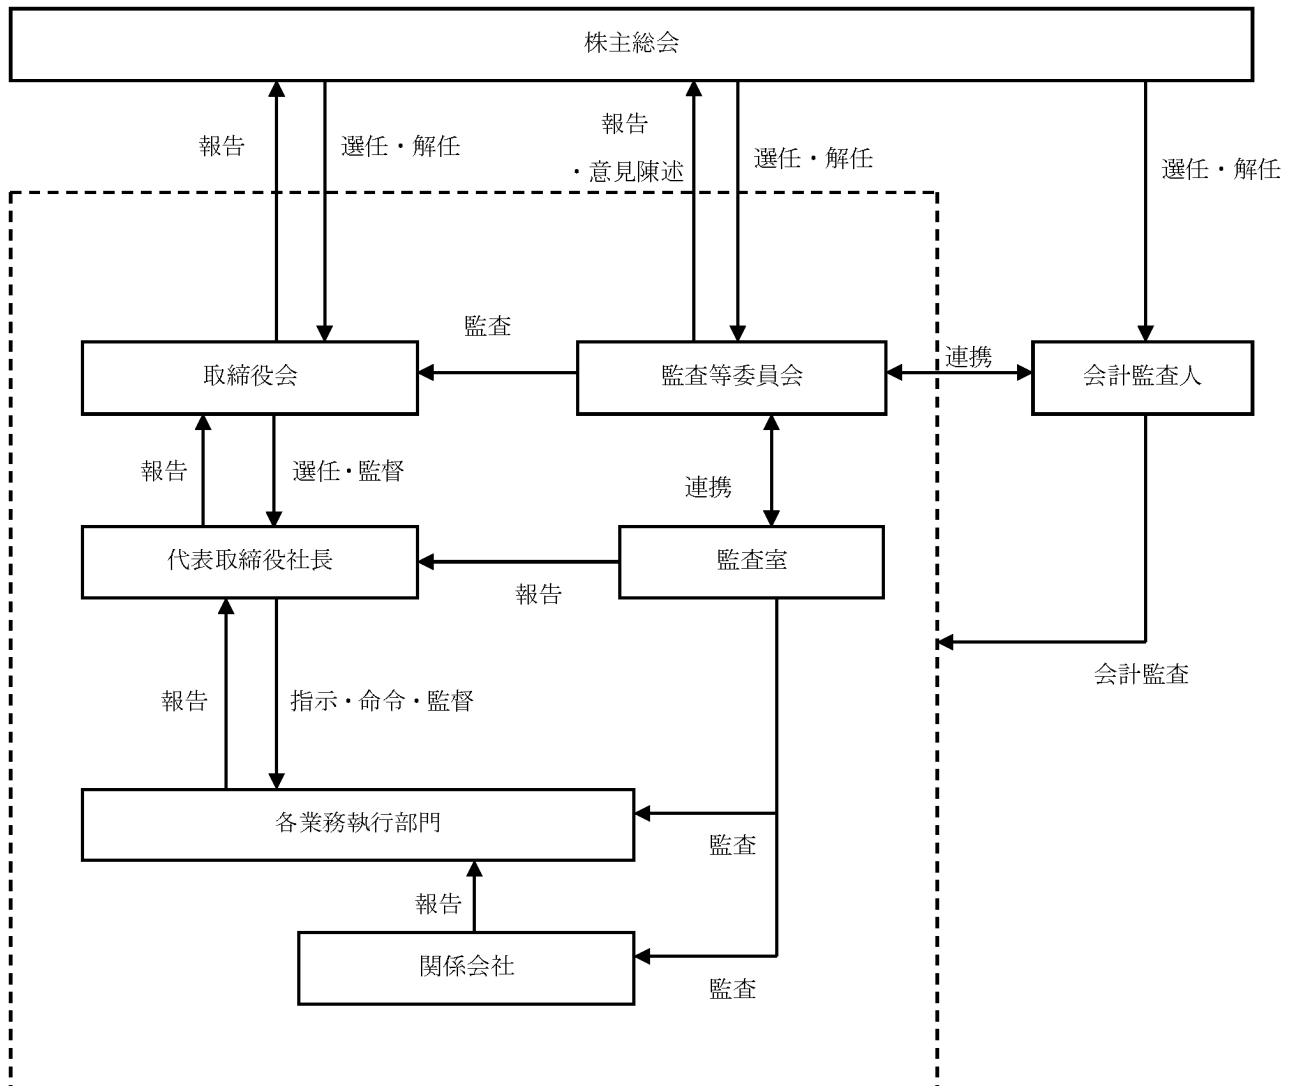 株主総会
報告
選任・解任
報告
・意見陳述
選任・解任
選任・解任
監査
取締役会
監査等委員会
連携
会計監査人
報告
選任・監督
連携
代表取締役社長
監査室
報告
会計監査
報告
指示・命令・監督
各業務執行部門
監査
報告
関係会社
監査